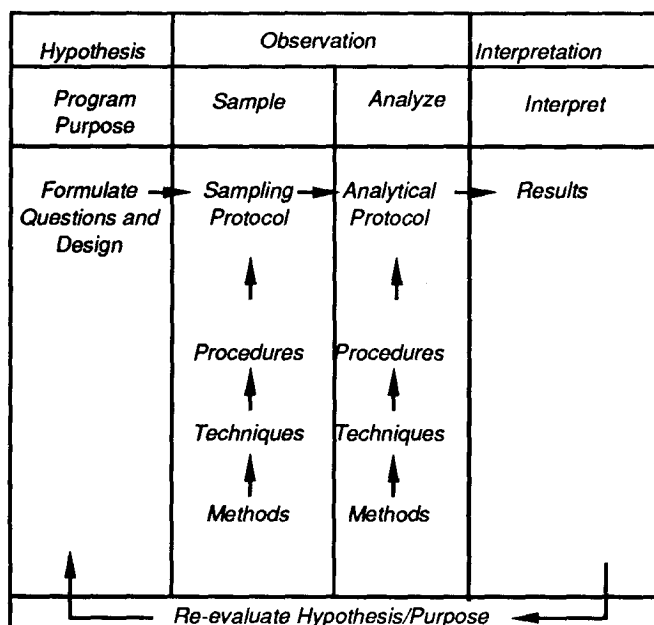 Hypothesis
Observation
Interpretation
Program
Purpose
Sample
Analyze
Interpret
Formulate
Questions and
Design
Sampling
Protocol
Analytical
Protocol
Results
Procedures
Procedures
Techniques
Techniques
Methods
Methods
Re-evaluate Hypothesis/Purpose